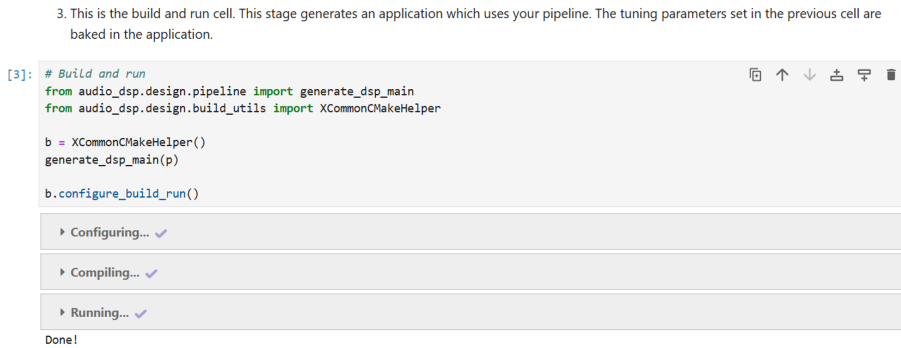 3. This is the build and run cell. This stage generates an application which uses your pipeline. The tuning parameters set in the previous cell are
baked in the application.
[3]: # Build and run
from audio_dsp.design.pipeline import generate_dsp_main
from audio_dsp.design.build_utils import XCommonCMakeHelper
b = XCommonCMakeHelper()
generate_dsp_main(p)
b.configure_build_run()
Configuring...
Compiling...
Running...
Done!